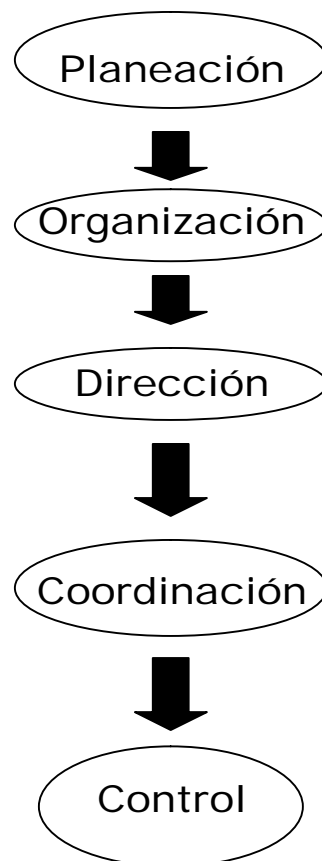 Planeación
Organización
Dirección
Coordinación
Control